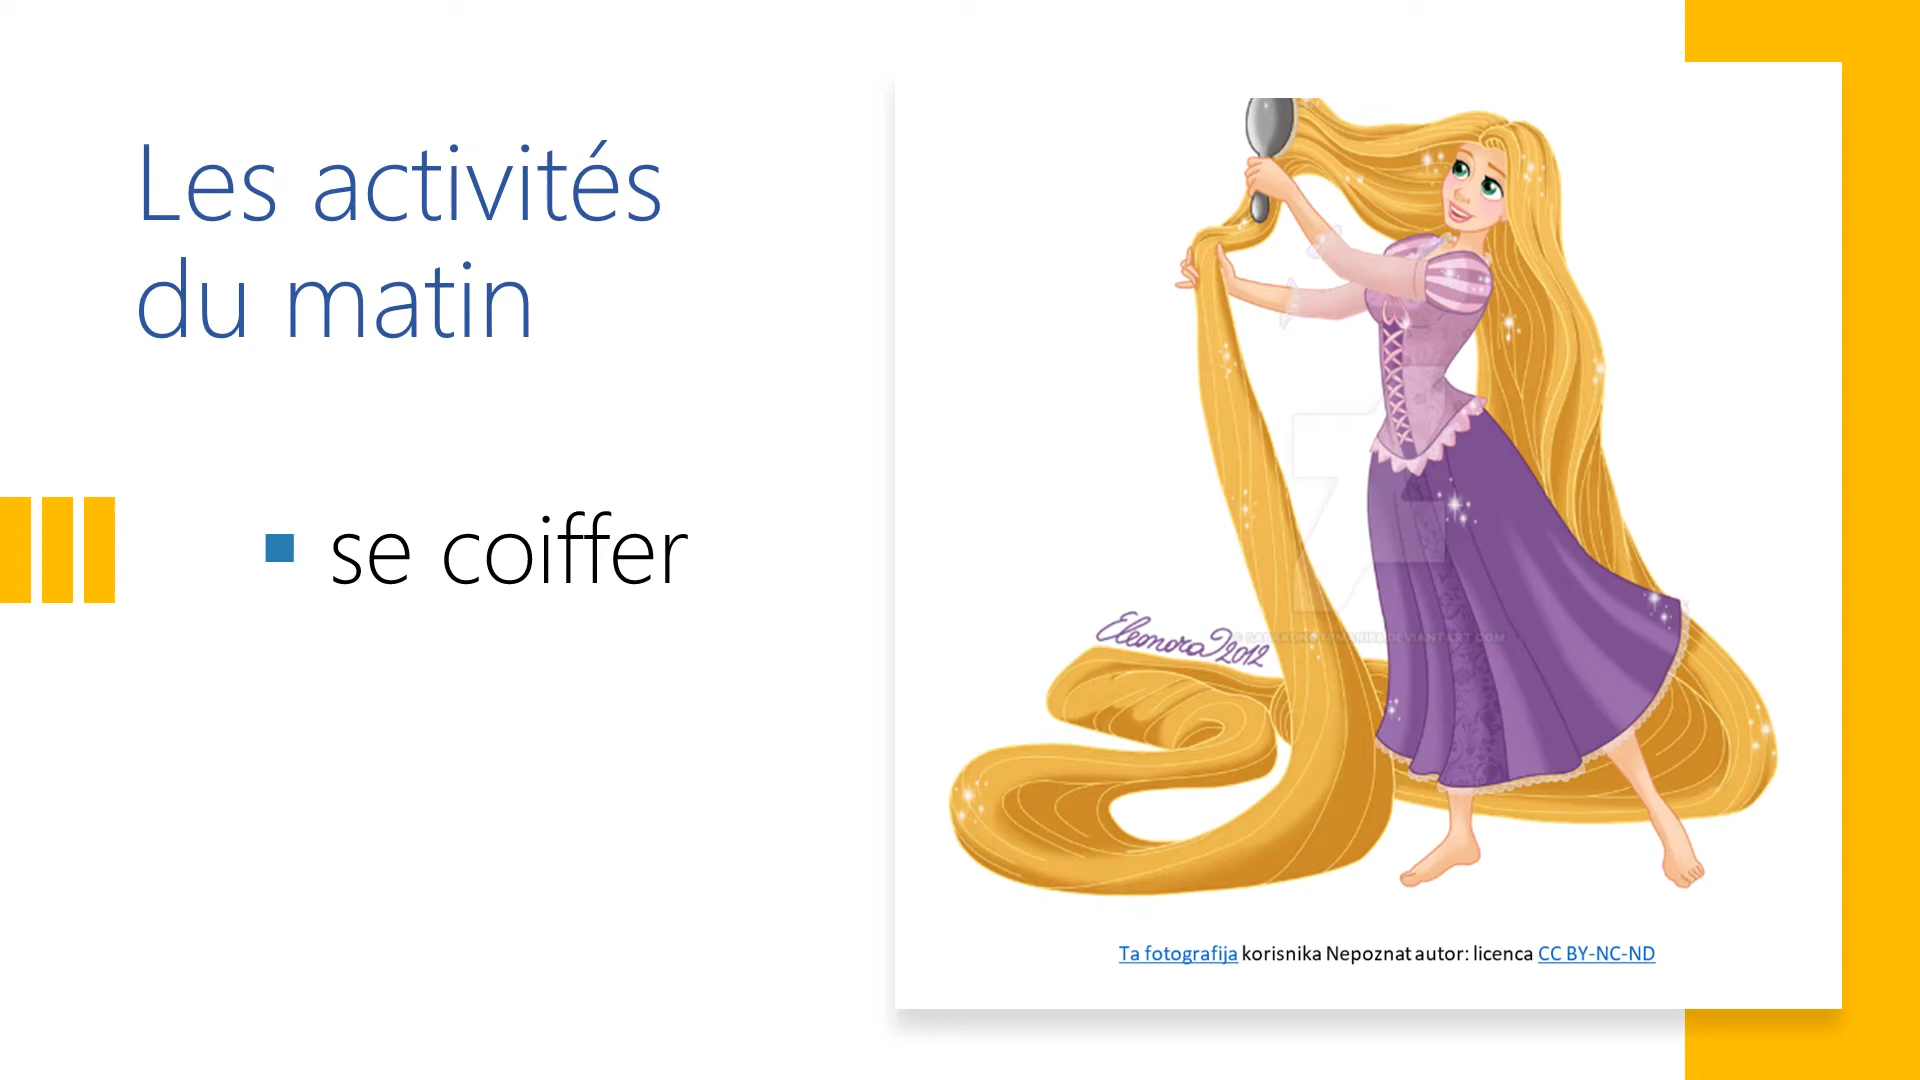 Les activités
du matin
se coiffer
Eleonora 2012
Ta fotografija korisnika Nepoznat autor: licenca CC BY-NC-ND